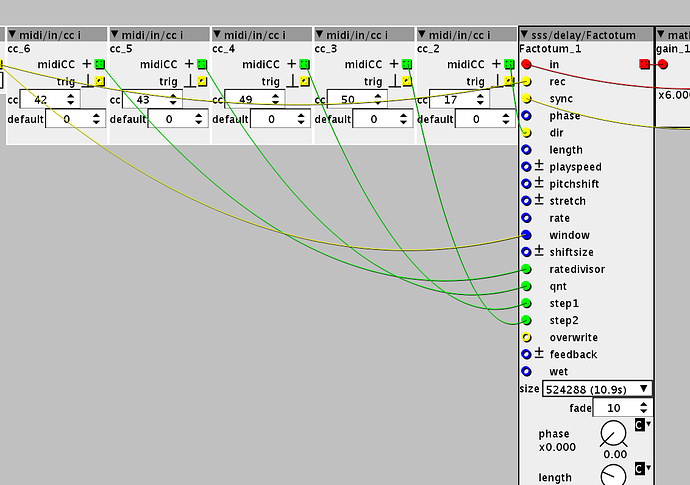 midi/in/cc i
midi/in/cc i
midi/in/cc i
midi/in/cc i
midi/in/cc i
sss/delay/Factotum
mat
cc_6
cc_5
cc_4
cc_3
cc_2
Factotum_1
gain_1
midiCC +
midiCC +
midiCC +
midiCC +
midiCC +
in
trig
trig
trig
trig
trig
rec
cc 42
cc 43
cc 49
cc 50
cc 17
sync
x6.00
default 0
default 0
default 0
default 0
default 0
phase
dir
length
± playspeed
± pitchshift
± stretch
rate
window
± shiftsize
ratedivisor
qnt
step1
step2
overwrite
± feedback
wet
size 524288 (10.9s)
fade 10
phase
C
x0.000
0.00
length
C